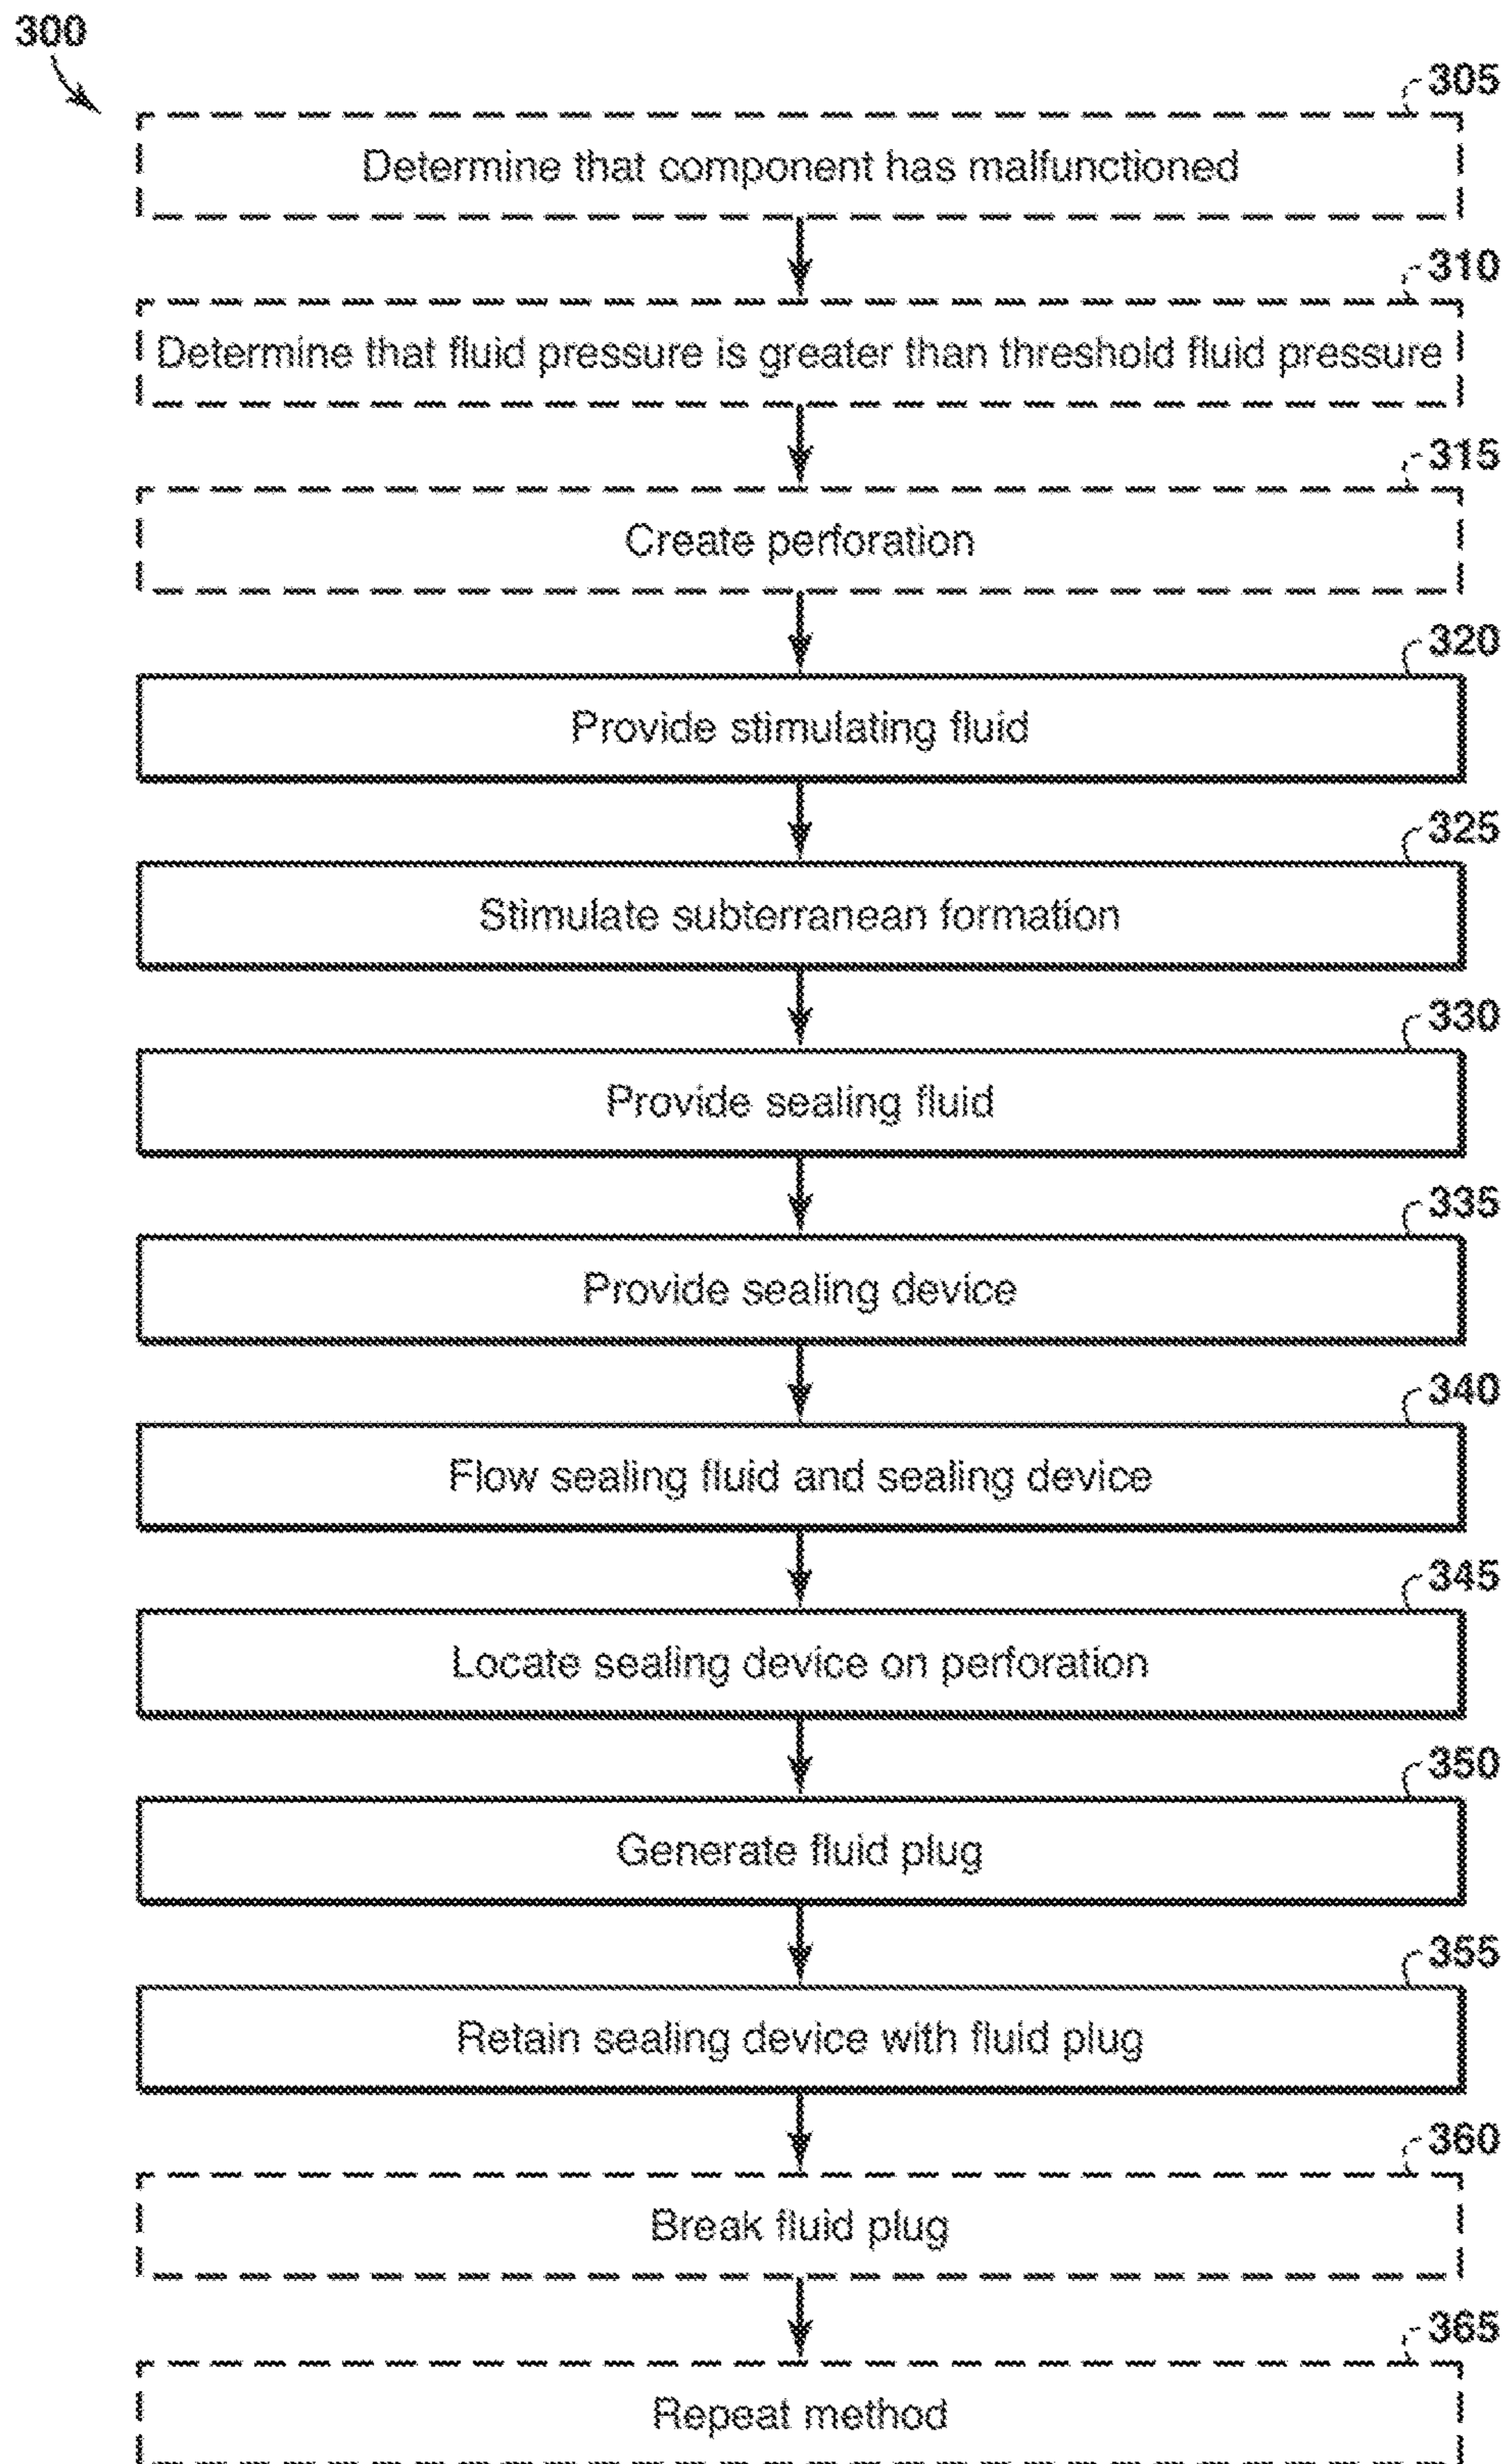 300
305
Determine that component has malfunctioned
310
Determine that fluid pressure is greater than threshold fluid pressure
315
Create perforation
320
Provide stimulating fluid
325
Stimulate subterranean formation
330
Provide sealing fluid
335
Provide sealing device
340
Flow sealing fluid and sealing device
345
Locate sealing device on perforation
350
Generate fluid plug
355
Retain sealing device with fluid plug
360
Break fluid plug
365
Repeat method